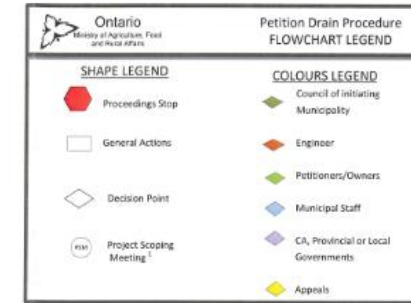 Ontario
Ministry of Agriculture, Food
and Rural Affairs
Petition Drain Procedure
FLOWCHART LEGEND
SHAPE LEGEND
Proceedings Stop
General Actions
Decision Point
PSM
Project Scoping
Meeting 1
COLOURS LEGEND
Council of initiating
Municipality
Engineer
Petitioners/Owners
Municipal Staff
CA, Provincial or Local
Governments
Appeals